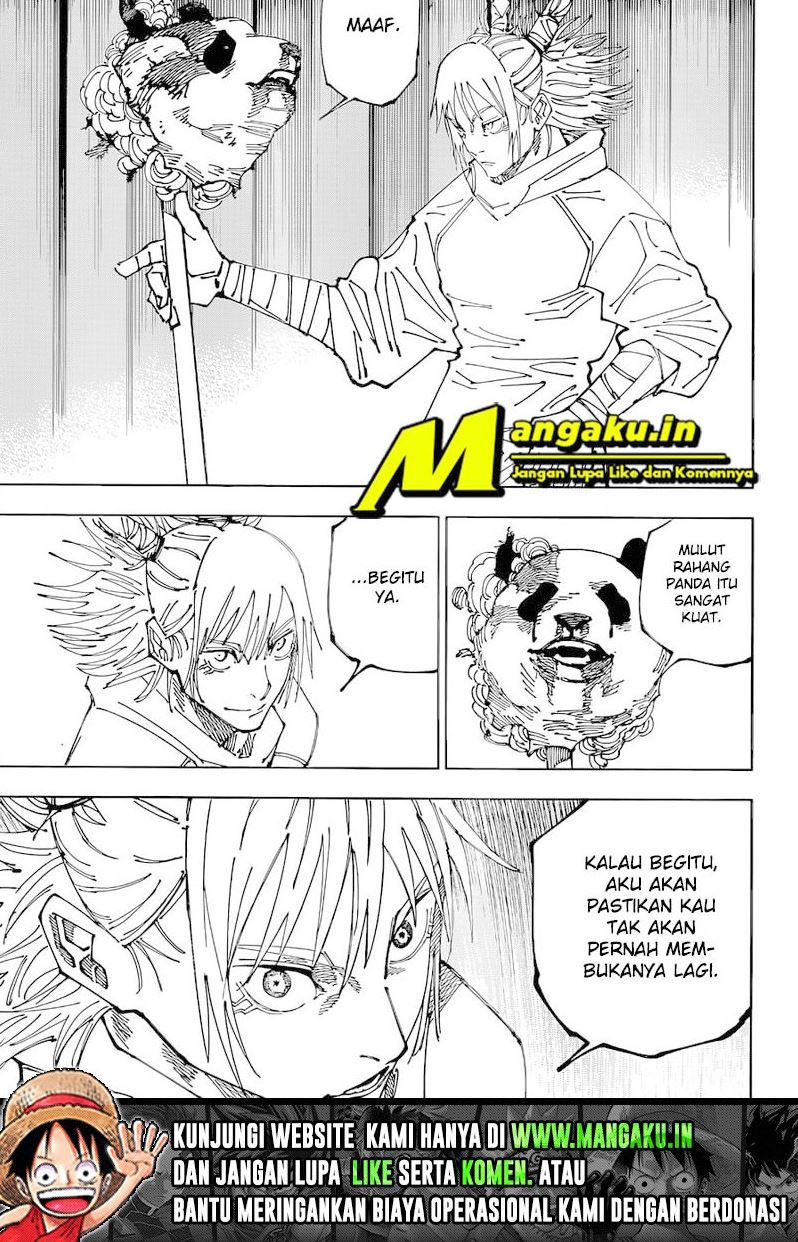 MAAF.
Mangaku.in
Jangan Lupa Like dan Komennya
MULUT
RAHANG
PANDA ITU
SANGAT
KUAT.
...BEGITU
YA.
KALAU BEGITU,
AKU AKAN
PASTIKAN KAU
TAK AKAN
PERNAH MEM-
BUKANYA LAGI.
KUNJUNGI WEBSITE KAMI HANYA DI WWW.MANGAKU.IN
DAN JANGAN LUPA LIKE SERTA KOMEN. ATAU
BANTU MERINGANKAN BIAYA OPERASIONAL KAMI DENGAN BERDONASI